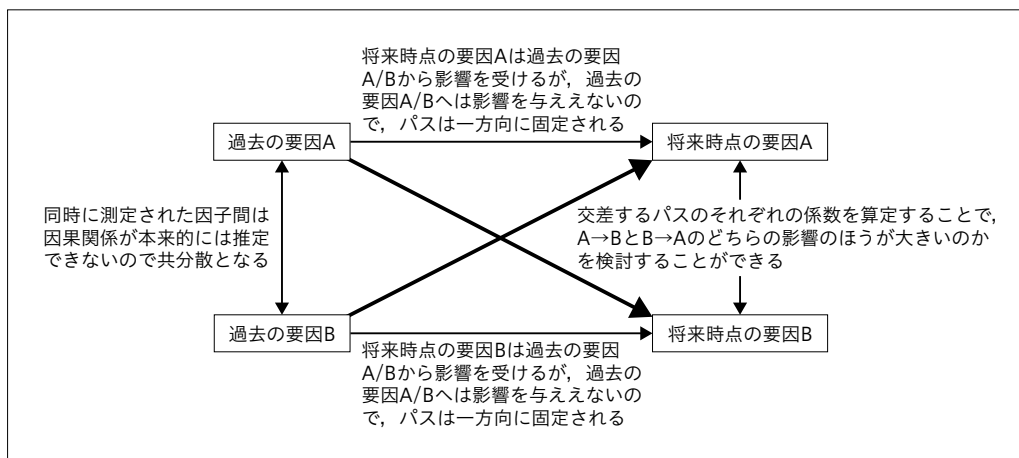 将来時点の要因Aは過去の要因
A/Bから影響を受けるが，過去の
要因A/Bへは影響を与ええないの
で，パスは一方向に固定される
過去の要因A
将来時点の要因A
同時に測定された因子間は
因果関係が本来的には推定
できないので共分散となる
交差するパスのそれぞれの係数を算定することで，
A→BとB→Aのどちらの影響のほうが大きいのか
を検討することができる
過去の要因B
将来時点の要因B
将来時点の要因Bは過去の要因
A/Bから影響を受けるが，過去の
要因A/Bへは影響を与ええないの
で，パスは一方向に固定される